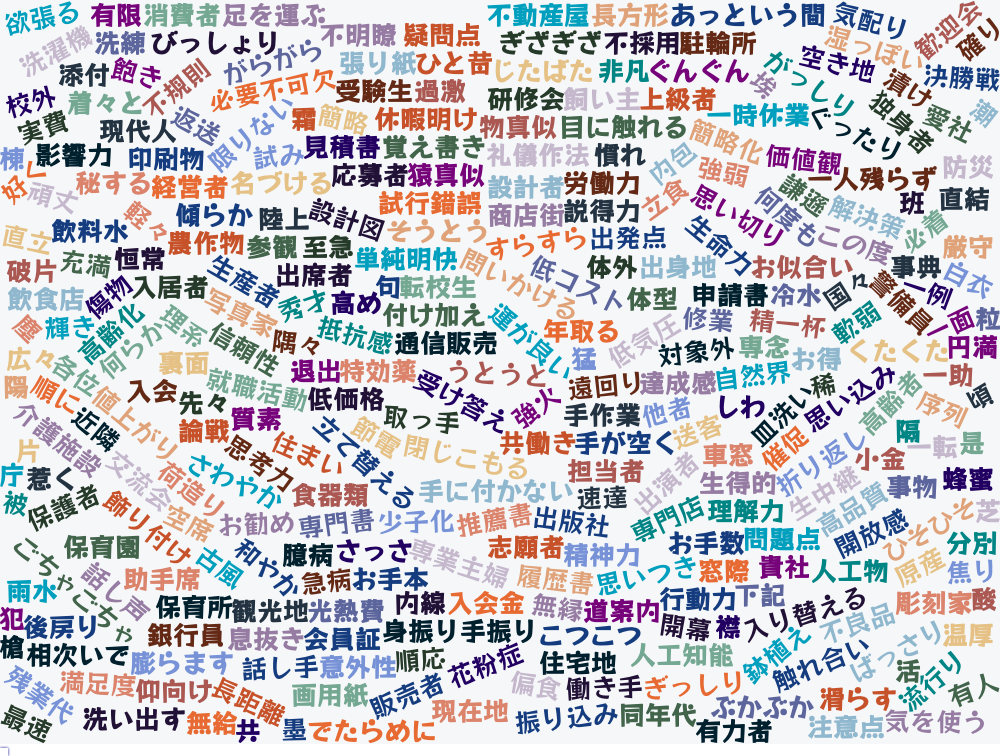 欲張る 有限 消費者 足を運ぶ 不動産屋 長方形 あっという間 気配り 歓迎会 確り
洗濯機 洗練 びっしょり 不明瞭 疑問点 ぎざぎざ 不採用 駐輪所 湿っぽい
添付 飽き 不規則 がらがら 張り紙 ひと昔 じたばた 非凡 ぐんぐん 埃 がっしり 空き地 漬け 決勝戦
校外 着々と 必要不可欠 受験生 過激 研修会 飼い主 上級者 一時休業 ぐったり 独身者 愛社 潮
実費 現代人 返送 限りない 霜 簡略 休暇明け 物真似 目に触れる 簡略化
棟 影響力 印刷物 試み 見積書 覚え書き 礼儀作法 慣れ 内包 強弱 価値観 一人残らず 防災
好く 頑丈 秘する 経営者 名づける 応募者 猿真似 設計者 労働力 立食 思い切り 謙遜 解決策 班 直結
軽々 傾らか 陸上 設計図 試行錯誤 商店街 説得力 何度も この度 必着
直立 飲料水 農作物 参観 至急 そうとう すらすら 出発点 生命力 厳守
破片 充満 恒常 生産者 出席者 単純明快 問いかける 低コスト 体外 出身地 お似合い 事典 白衣
飲食店 傷物 入居者 写真家 秀才 高め 句 転校生 体型 申請書 冷水 国々 警備員 一例
鷹 輝き 高齢化 何らか 理系 信頼性 隅々 抵抗感 付け加え 通信販売 運が良い 年取る 低気圧 修業 精一杯 軟弱 一面 粒
広々 各位 裏面 就職活動 退出 特効薬 うとうと 猛 対象外 専念 お得 くたくた 円満
陽 順に 値上がり 入会 先々 低価格 受け答え 強火 遠回り 達成感 自然界 稀 思い込み 高齢者 一助 序列 頃
介護施設 近隣 論戦 質素 立て替える 取っ手 手作業 他者 しわ 皿洗い 隣
片 交流会 荷造り 思考力 住まい 節電 閉じこもる 共働き 手が空く 送客 車窓 催促 折り返し 小金 一転 是
庁 惹く さわやか 食器類 手に付かない 担当者 出演者 生得的 生中継 事物 蜂蜜
被 保護者 飾り付け 空席 お勧め 専門書 少子化 推薦書 出版社 速達 専門店 理解力 高品質 開放感 ひそひそ 芝
ごちゃごちゃ 保育園 古風 和やか 臆病 さっさ 専業主婦 志願者 精神力 お手数 問題点 分別
雨水 話し声 助手席 急病 お手本 履歴書 思いつき 窓際 貴社 人工物 原産 焦り
犯 後房り 保育所 観光地 光熱費 内線 入会金 無縁 道案内 行動力 下記 入り替える 彫刻家 酸
槍 相次いで 銀行員 息抜き 会員証 身振り手振り こつこつ 開幕 襟 不良品 温厚
膨らます 話し手 意外性 順応 花粉症 住宅地 人工知能 鉢植え 触れ合い ばっさり 活
残業代 満足度 仰向け 長距離 画用紙 販売者 現在地 偏食 働き手 ぎっしり ぶかぶか 滑らす 流行り 有人
最速 洗い出す 無給 共 墨 でたらめに 振り込み 同年代 有力者 注意点 気を使う